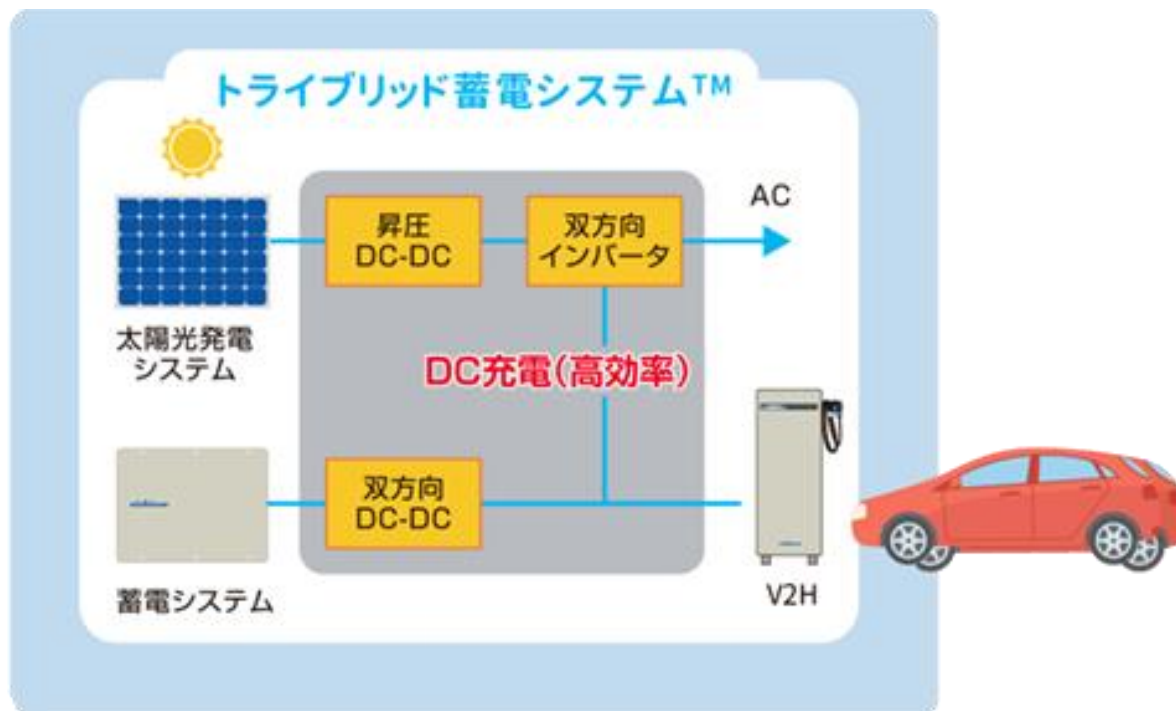 トライブリッド蓄電システム™
昇圧
DC-DC
双方向
インバータ
AC
太陽光発電
システム
DC充電(高効率)
双方向
DC-DC
蓄電システム
V2H